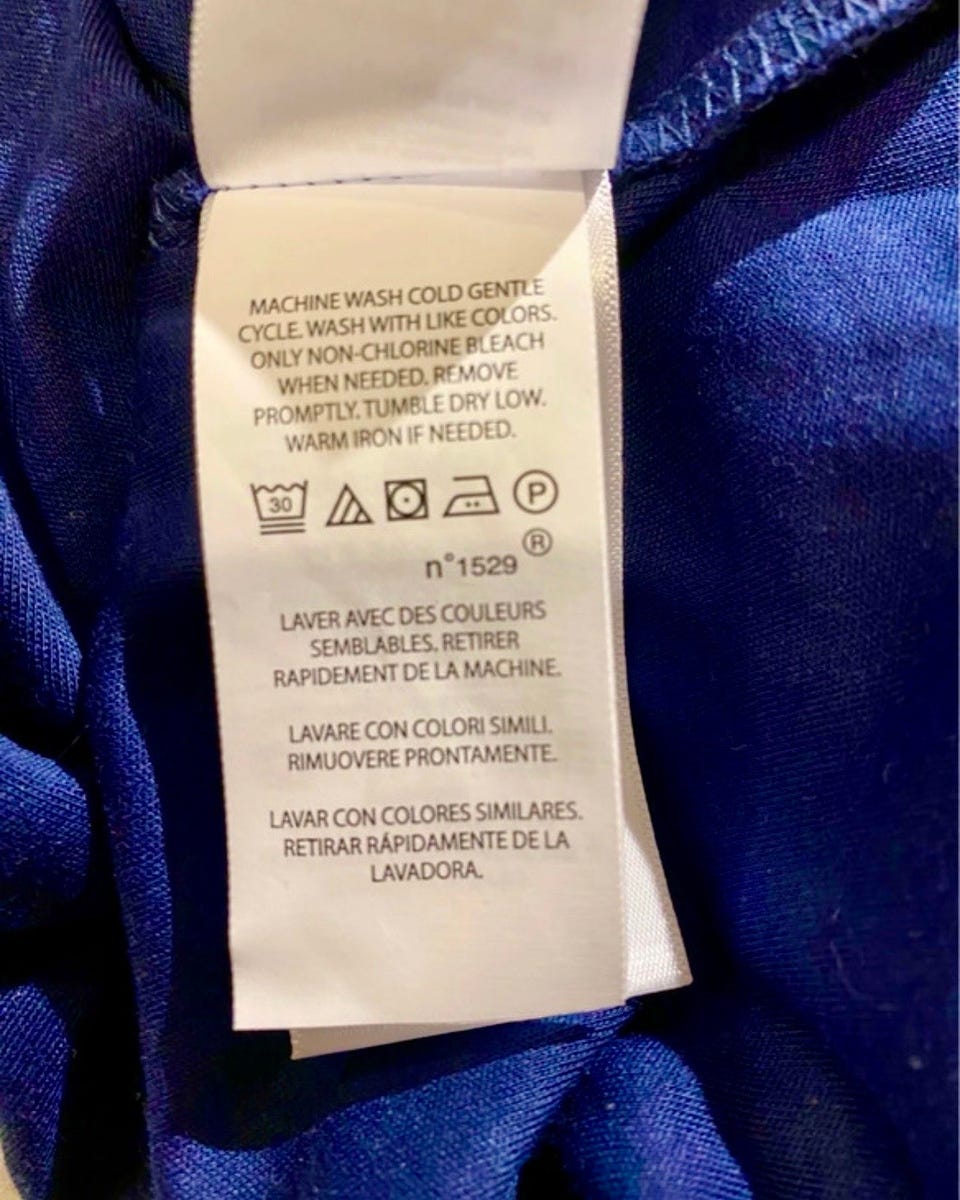 MACHINE WASH COLD GENTLE
CYCLE. WASH WITH LIKE COLORS.
ONLY NON-CHLORINE BLEACH
WHEN NEEDED. REMOVE
PROMPTLY. TUMBLE DRY LOW.
WARM IRON IF NEEDED.
30 P
n°1529 ®
LAVER AVEC DES COULEURS
SEMBLABLES. RETIRER
RAPIDEMENT DE LA MACHINE.
LAVARE CON COLORI SIMILI.
RIMUOVERE PRONTAMENTE.
LAVAR CON COLORES SIMILARES.
RETIRAR RÁPIDAMENTE DE LA
LAVADORA.